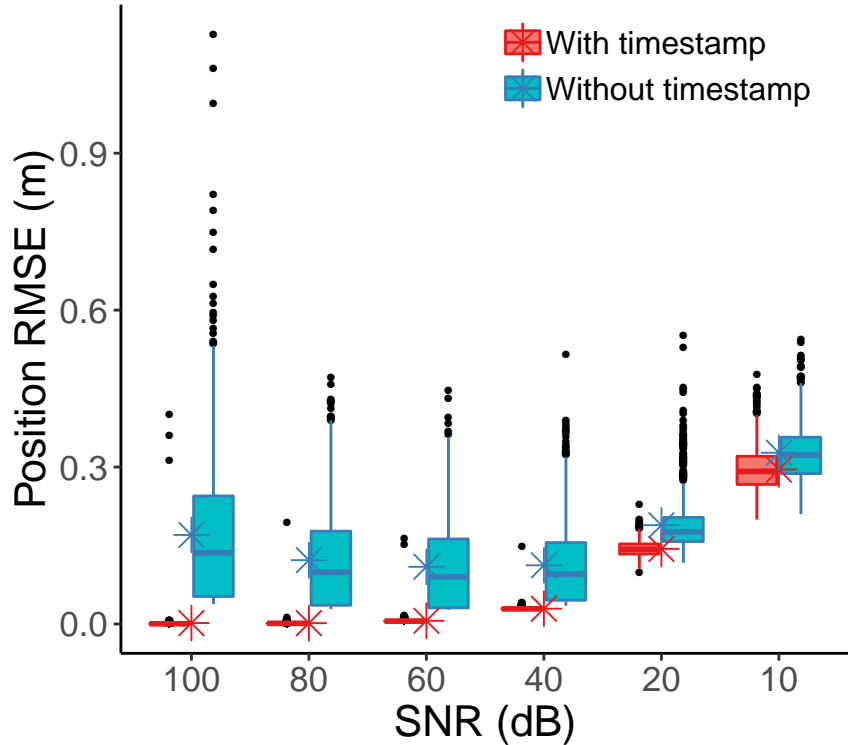 With timestamp
Without timestamp
Position RMSE (m)
0.9
0.6
0.3
0.0
100 80 60 40 20 10
SNR (dB)